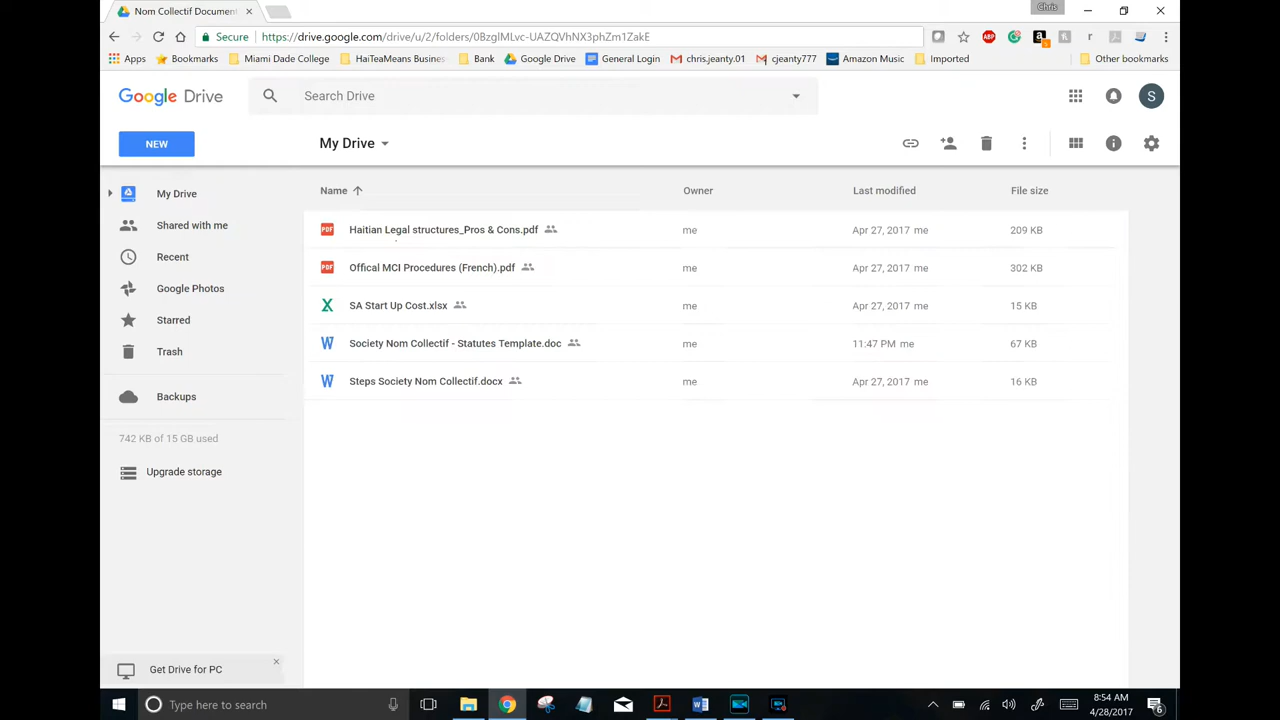 Chris
Nom Collectif Document
Secure https://drive.google.com/drive/u/2/folders/0BzglMLvc-UAZQVhNX3phZm1ZakE
Apps Bookmarks Miami Dade College HaiTeaMeans Busines Bank Google Drive General Login chris.jeanty.01 cjeanty777 Amazon Music Imported Other bookmarks
Google Drive Search Drive S
NEW My Drive
Name Owner Last modified File size
My Drive
Shared with me
Recent
Google Photos
Starred
Trash
Backups
742 KB of 15 GB used
Upgrade storage
Get Drive for PC
Haitian Legal structures_Pros & Cons.pdf me Apr 27, 2017 me 209 KB
Offical MCI Procedures (French).pdf me Apr 27, 2017 me 302 KB
SA Start Up Cost.xlsx me Apr 27, 2017 me 15 KB
Society Nom Collectif - Statutes Template.doc me 11:47 PM me 67 KB
Steps Society Nom Collectif.docx me Apr 27, 2017 me 16 KB
Type here to search
8:54 AM
4/28/2017